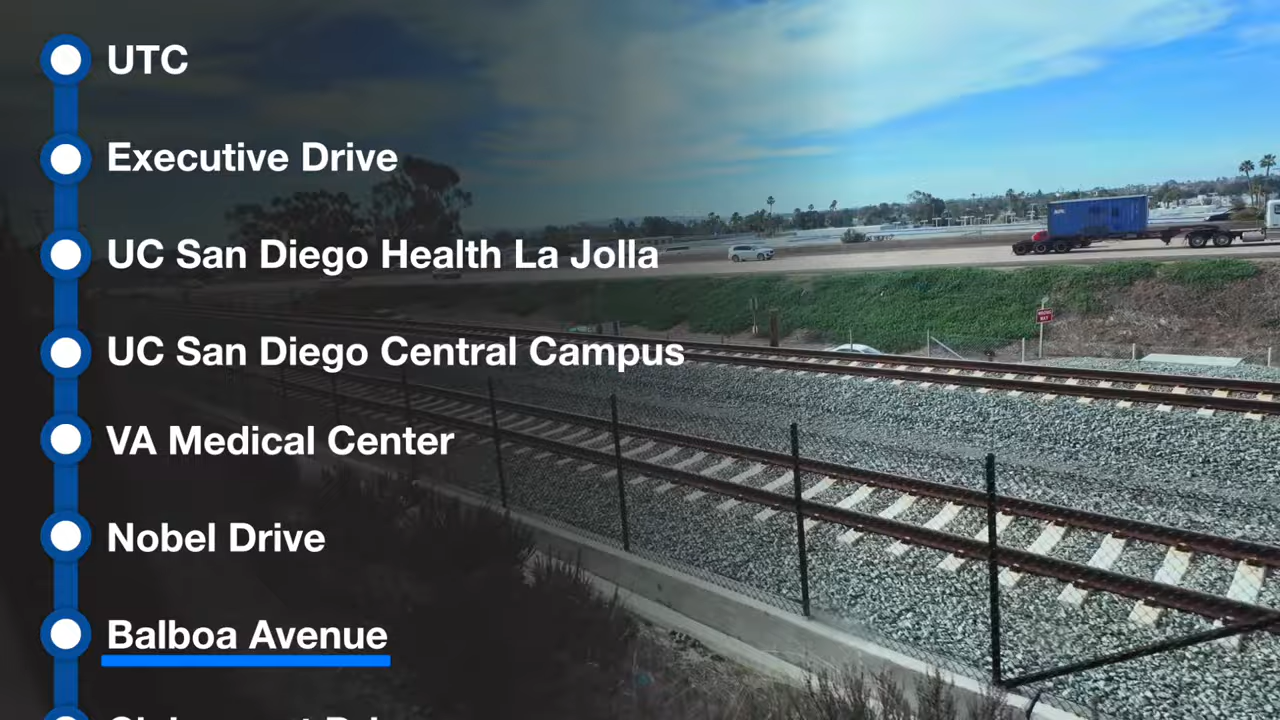 UTC
Executive Drive
UC San Diego Health La Jolla
UC San Diego Central Campus
VA Medical Center
Nobel Drive
Balboa Avenue